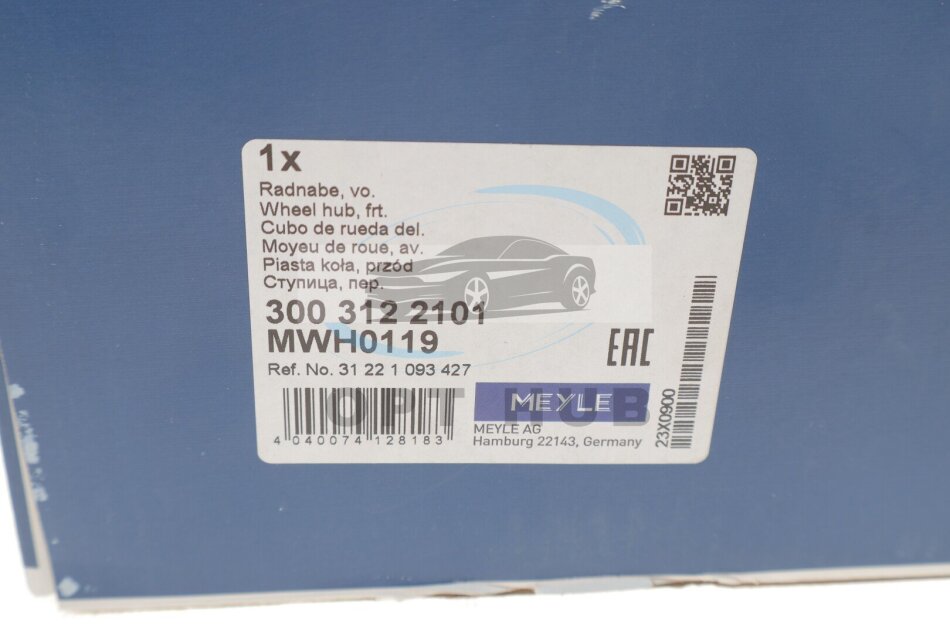 1x
Radnabe, vo.
Wheel hub, frt.
Cubo de rueda del.
Moyeu de roue, av.
Piasta koła, przód
Ступица, пер.
300 312 2101
MWH0119
EAC
Ref. No. 31 22 1 093 427
OPT HUB
MEYLE
4 040074 128183
MEYLE AG
Hamburg 22143, Germany
23X0900